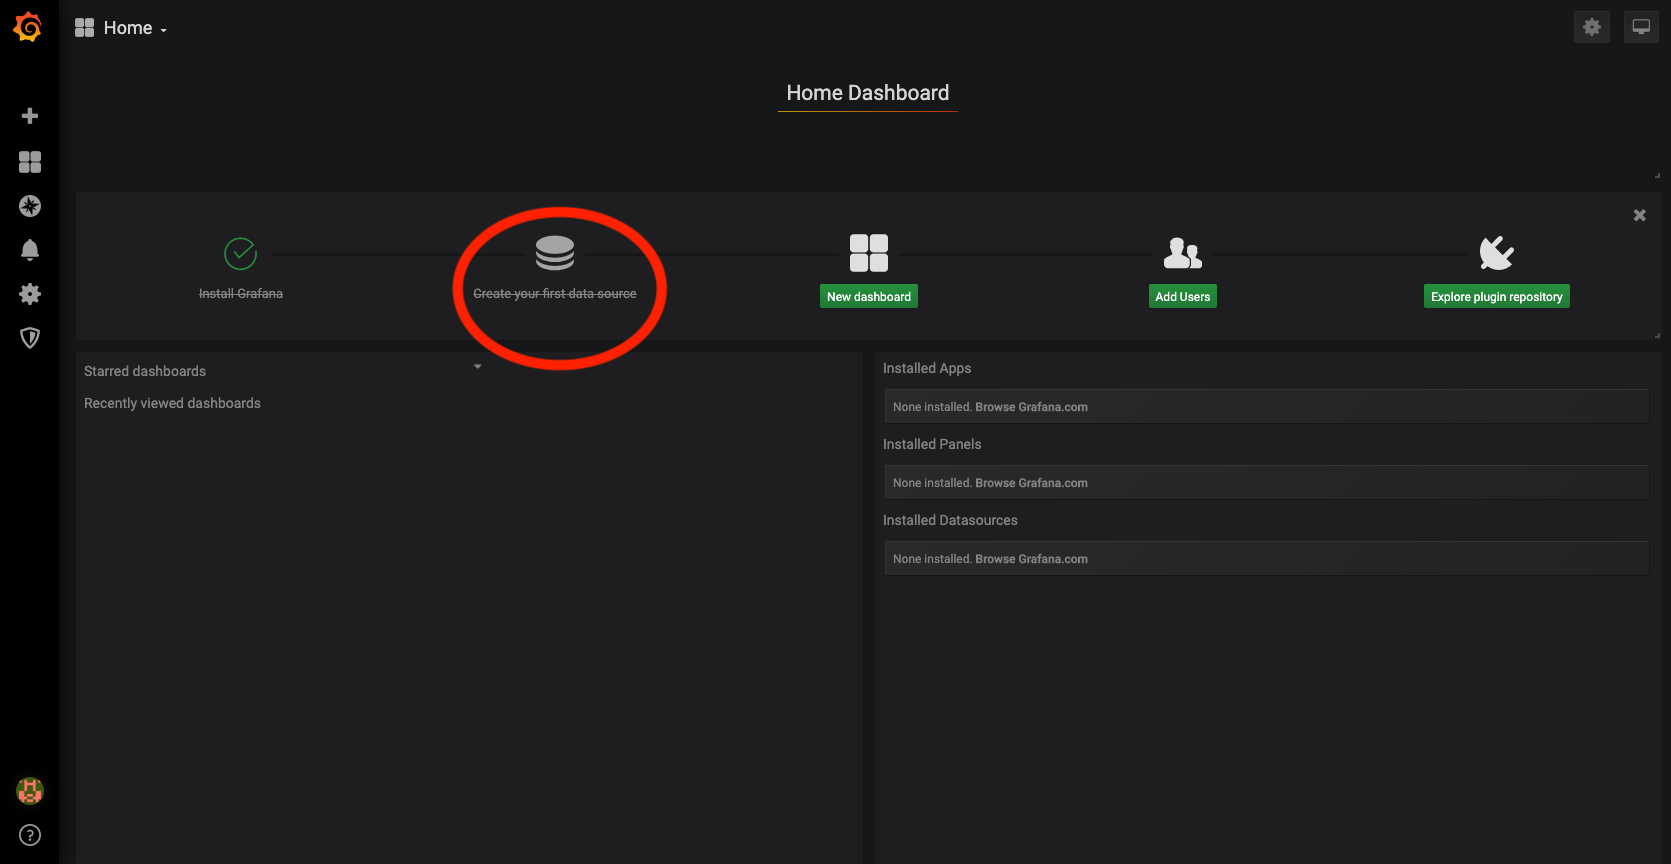 Home
Home Dashboard
Install Grafana
Create your first data source
New dashboard
Add Users
Explore plugin repository
Starred dashboards
Recently viewed dashboards
Installed Apps
None installed. Browse Grafana.com
Installed Panels
None installed. Browse Grafana.com
Installed Datasources
None installed. Browse Grafana.com
?